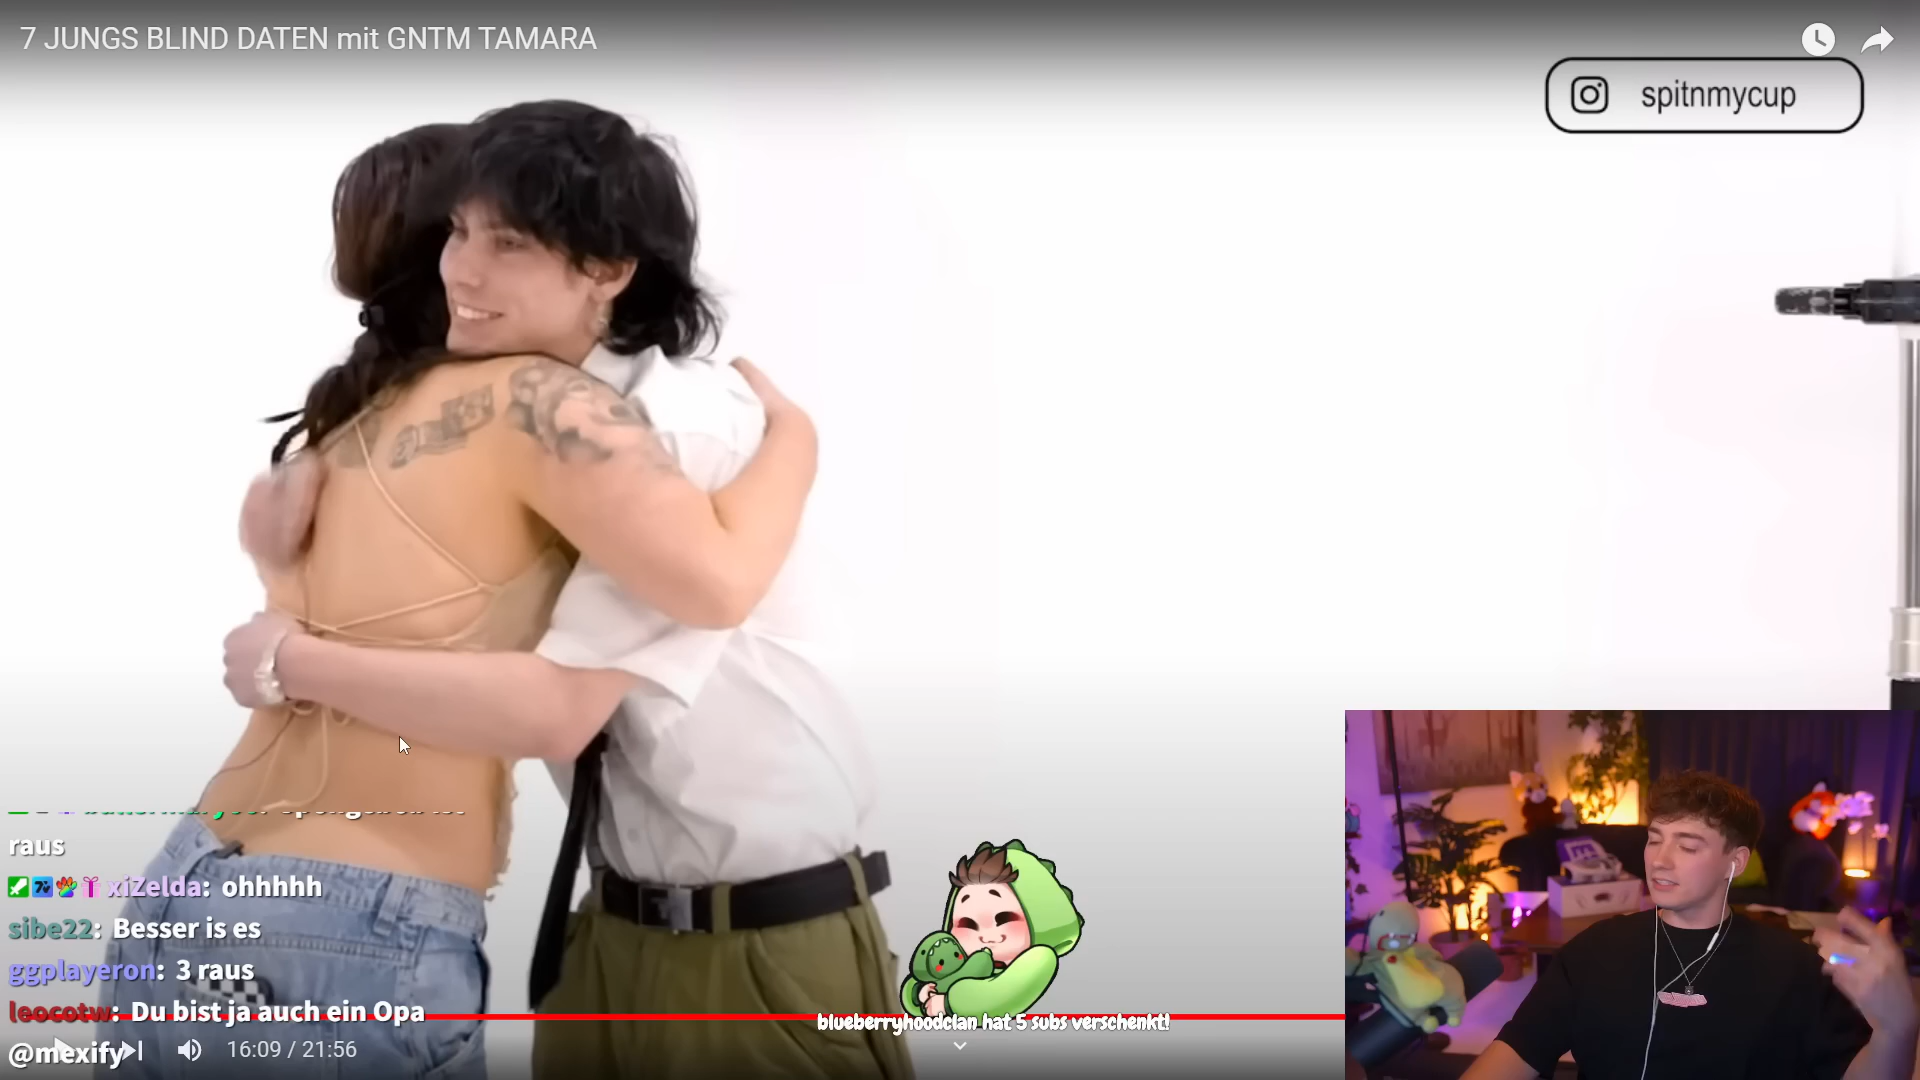 7 JUNGS BLIND DATEN mit GNTM TAMARA
spitnmycup
raus
xiZelda: ohhhhh
sibe22: Besser is es
ggplayeron: 3 raus
leocotw: Du bist ja auch ein Opa
@mexify
blueberryhoodclan hat 5 subs verschenkt!
16:09 / 21:56